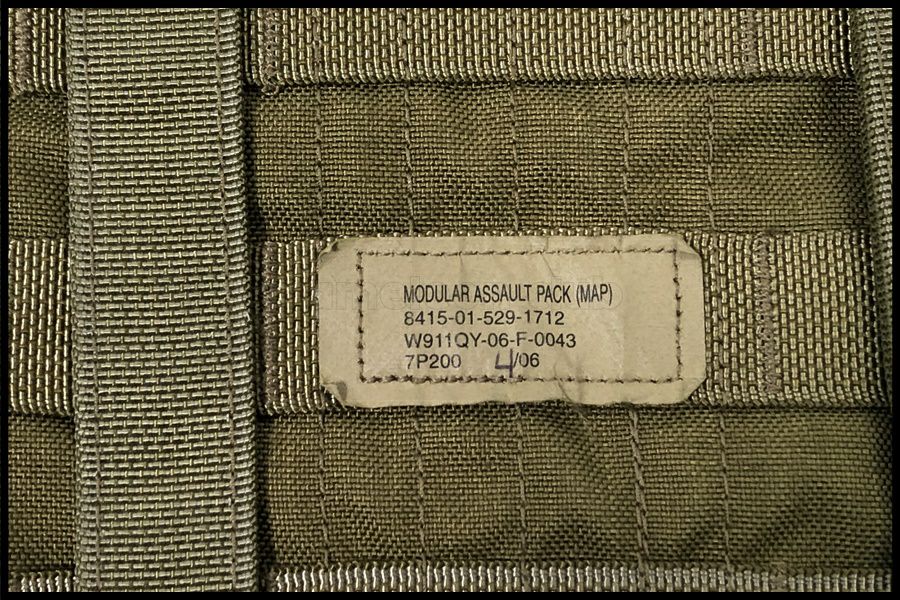 MODULAR ASSAULT PACK (MAP)
8415-01-529-1712
W911QY-06-F-0043
7P200 4/06